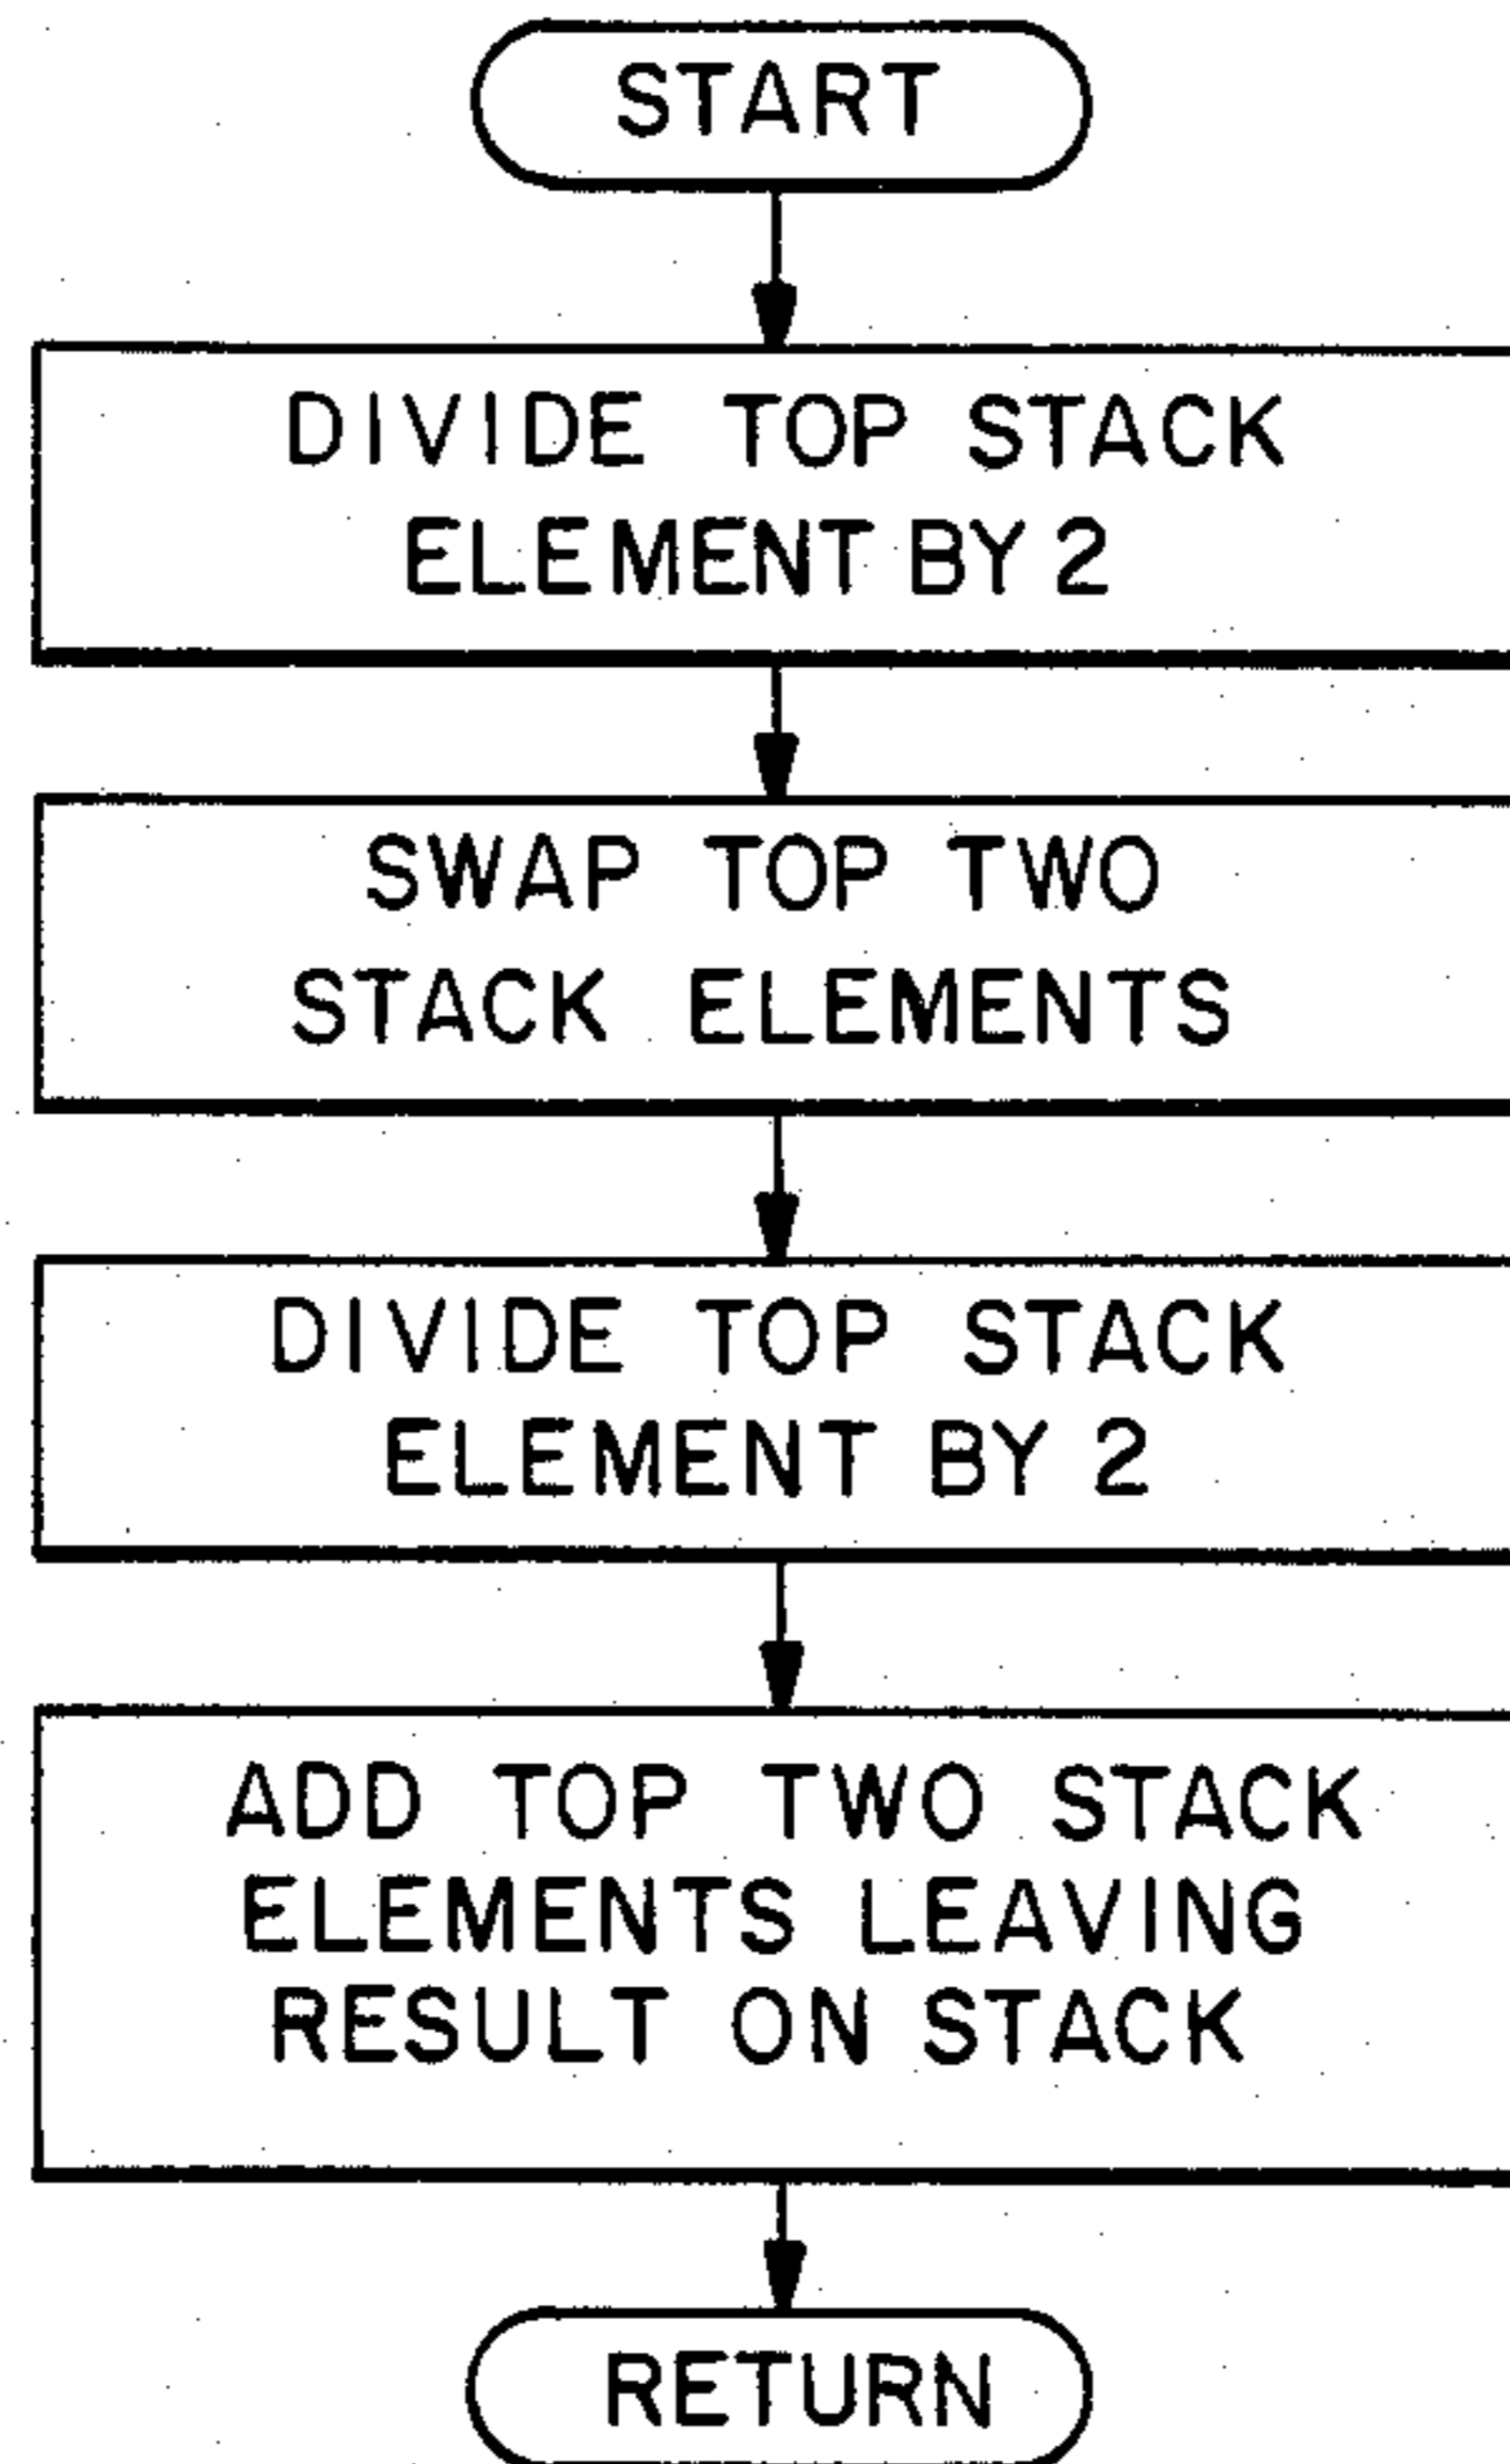 START
DIVIDE TOP STACK
ELEMENT BY 2
SWAP TOP TWO
STACK ELEMENTS
DIVIDE TOP STACK
ELEMENT BY 2
ADD TOP TWO STACK
ELEMENTS LEAVING
RESULT ON STACK
RETURN